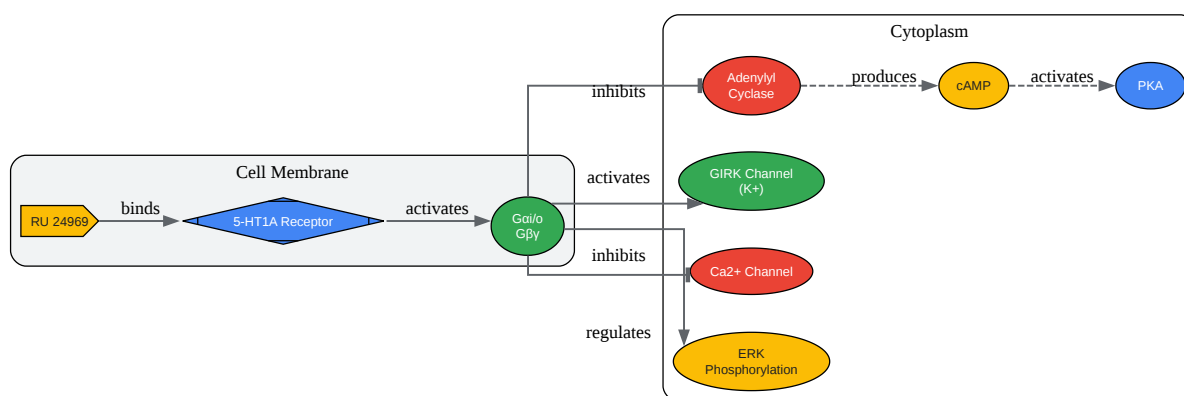 Cytoplasm
Adenylyl
Cyclase
produces
cAMP
activates
PKA
inhibits
Cell Membrane
RU 24969
binds
5-HT1A Receptor
activates
Gαi/o
Gβγ
activates
GIRK Channel
(K+)
inhibits
Ca2+ Channel
regulates
ERK
Phosphorylation